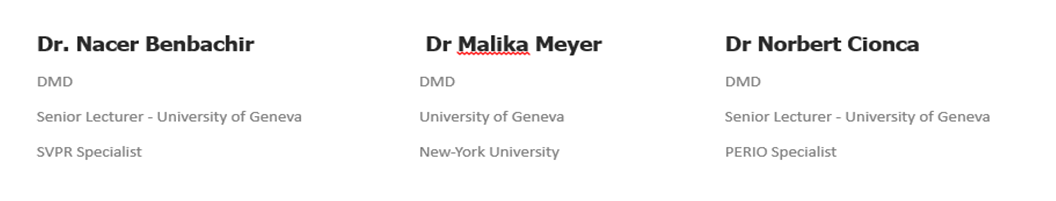 Dr. Nacer Benbachir
DMD
Senior Lecturer - University of Geneva
SVPR Specialist
Dr Malika Meyer
DMD
University of Geneva
New-York University
Dr Norbert Cionca
DMD
Senior Lecturer - University of Geneva
PERIO Specialist